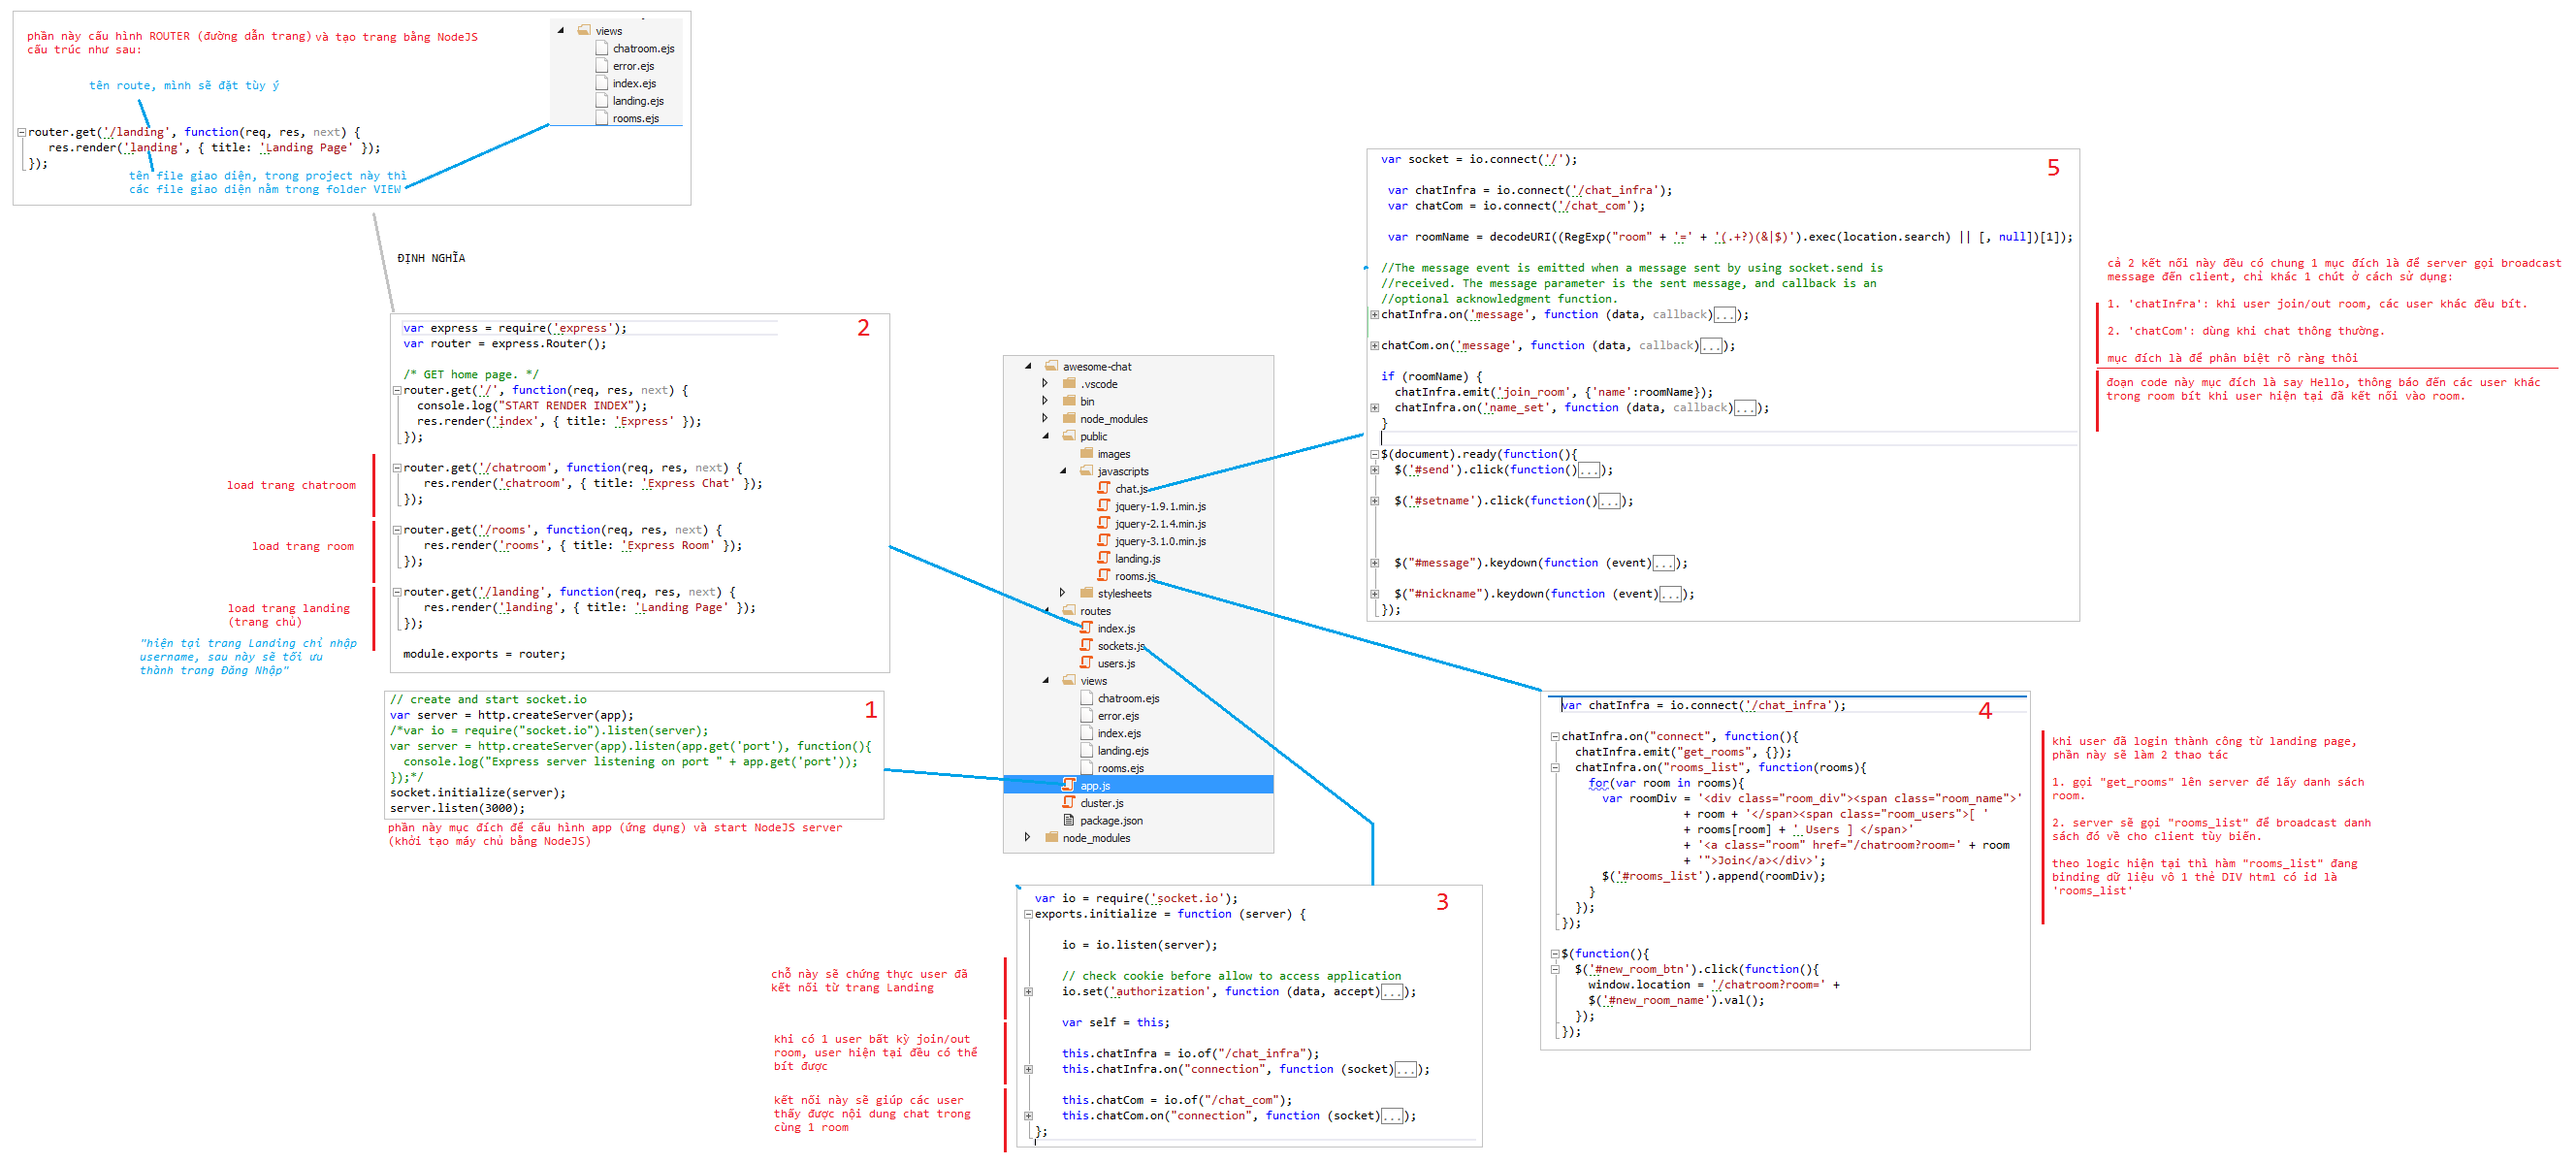 phần này cấu hình ROUTER (đường dẫn trang) và tạo trang bằng NodeJS
cấu trúc như sau:
tên route, mình sẽ đặt tùy ý
router.get('/landing', function(req, res, next) {
res.render('landing', { title: 'Landing Page' });
});
tên file giao diện, trong project này thì
các file giao diện nằm trong folder VIEW
views
chatroom.ejs
error.ejs
index.ejs
landing.ejs
rooms.ejs
ĐỊNH NGHĨA
2
var express = require('express');
var router = express.Router();
/* GET home page. */
router.get('/', function(req, res, next) {
console.log("START RENDER INDEX");
res.render('index', { title: 'Express' });
});
router.get('/chatroom', function(req, res, next) {
res.render('chatroom', { title: 'Express Chat' });
});
router.get('/rooms', function(req, res, next) {
res.render('rooms', { title: 'Express Room' });
});
router.get('/landing', function(req, res, next) {
res.render('landing', { title: 'Landing Page' });
});
module.exports = router;
load trang chatroom
load trang room
load trang landing
(trang chủ)
"hiện tại trang Landing chỉ nhập
username, sau này sẽ tối ưu
thành trang Đăng Nhập"
1
// create and start socket.io
var server = http.createServer(app);
/*var io = require("socket.io").listen(server);
var server = http.createServer(app).listen(app.get('port'), function(){
console.log("Express server listening on port " + app.get('port'));
});*/
socket.initialize(server);
server.listen(3000);
phần này mục đích để cấu hình app (ứng dụng) và start NodeJS server
(khởi tạo máy chủ bằng NodeJS)
awesome-chat
.vscode
bin
node_modules
public
images
javascripts
chat.js
jquery-1.9.1.min.js
jquery-2.1.4.min.js
jquery-3.1.0.min.js
landing.js
rooms.js
stylesheets
routes
index.js
sockets.js
users.js
views
chatroom.ejs
error.ejs
index.ejs
landing.ejs
rooms.ejs
app.js
cluster.js
package.json
node_modules
3
var io = require('socket.io');
exports.initialize = function (server) {
io = io.listen(server);
// check cookie before allow to access application
io.set('authorization', function (data, accept)...);
var self = this;
this.chatInfra = io.of("/chat_infra");
this.chatInfra.on("connection", function (socket)...);
this.chatCom = io.of("/chat_com");
this.chatCom.on("connection", function (socket)...);
};
chỗ này sẽ chứng thực user đã
kết nối từ trang Landing
khi có 1 user bất kỳ join/out
room, user hiện tại đều có thể
bít được
kết nối này sẽ giúp các user
thấy được nội dung chat trong
cùng 1 room
5
var socket = io.connect('/');
var chatInfra = io.connect('/chat_infra');
var chatCom = io.connect('/chat_com');
var roomName = decodeURI((RegExp("room" + '=' + '(.+?)(&|$)').exec(location.search) || [, null])[1]);
//The message event is emitted when a message sent by using socket.send is
//received. The message parameter is the sent message, and callback is an
//optional acknowledgment function.
chatInfra.on('message', function (data, callback)...);
chatCom.on('message', function (data, callback)...);
if (roomName) {
chatInfra.emit('join_room', {'name':roomName});
chatInfra.on('name_set', function (data, callback)...);
}
$(document).ready(function(){
$('#send').click(function()...);
$('#setname').click(function()...);
$("#message").keydown(function (event)...);
$("#nickname").keydown(function (event)...);
});
cả 2 kết nối này đều có chung 1 mục đích là để server gọi broadcast
message đến client, chỉ khác 1 chút ở cách sử dụng:
1. 'chatInfra': khi user join/out room, các user khác đều bít.
2. 'chatCom': dùng khi chat thông thường.
mục đích là để phân biệt rõ ràng thôi
đoạn code này mục đích là say Hello, thông báo đến các user khác
trong room bít khi user hiện tại đã kết nối vào room.
4
var chatInfra = io.connect('/chat_infra');
chatInfra.on("connect", function(){
chatInfra.emit("get_rooms", {});
chatInfra.on("rooms_list", function(rooms){
for(var room in rooms){
var roomDiv = '<div class="room_div"><span class="room_name">'
+ room + '</span><span class="room_users">[ '
+ rooms[room] + ' Users ] </span>'
+ '<a class="room" href="/chatroom?room=' + room
+ '">Join</a></div>';
$('#rooms_list').append(roomDiv);
}
});
});
$(function(){
$('#new_room_btn').click(function(){
window.location = '/chatroom?room=' +
$('#new_room_name').val();
});
});
khi user đã login thành công từ landing page,
phần này sẽ làm 2 thao tác
1. gọi "get_rooms" lên server để lấy danh sách
room.
2. server sẽ gọi "rooms_list" để broadcast danh
sách đó về cho client tùy biến.
theo logic hiện tại thì hàm "rooms_list" đang
binding dữ liệu vô 1 thẻ DIV html có id là
'rooms_list'